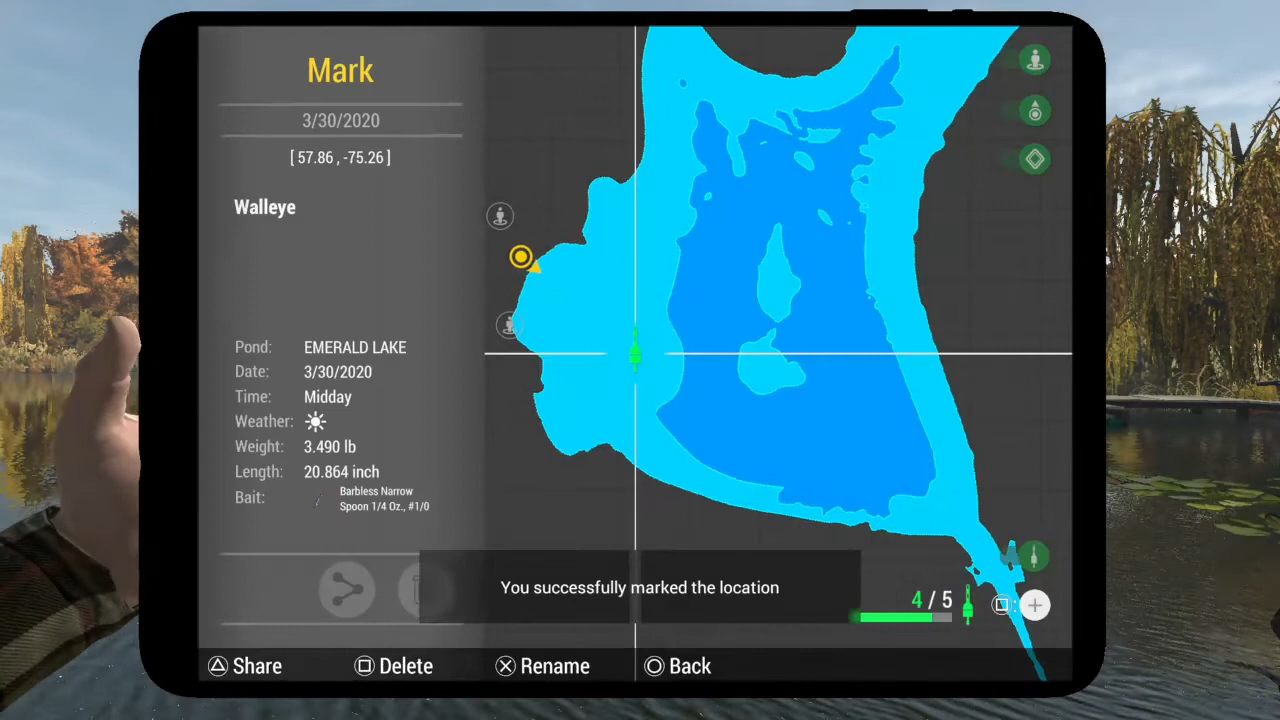 Mark
3/30/2020
[ 57.86 , -75.26 ]
Walleye
Pond: EMERALD LAKE
Date: 3/30/2020
Time: Midday
Weather:
Weight: 3.490 lb
Length: 20.864 inch
Bait: Barbless Narrow
Spoon 1/4 Oz., #1/0
You successfully marked the location
4 / 5
Share Delete Rename Back